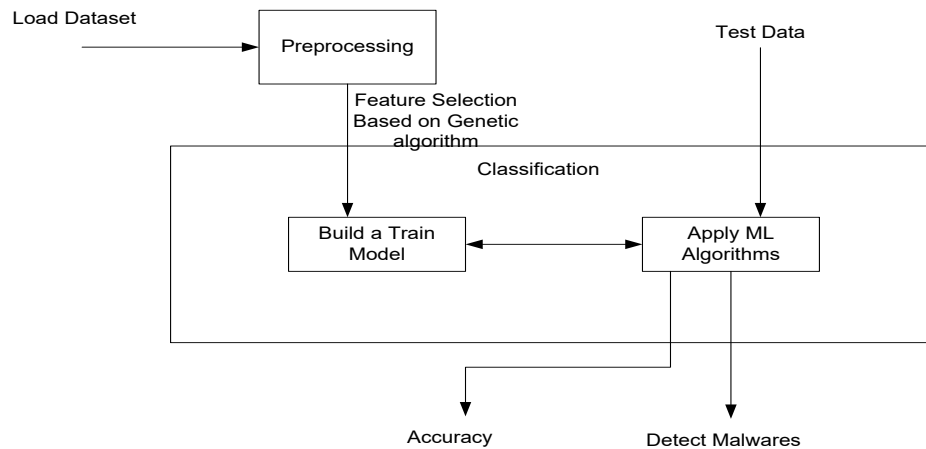 Load Dataset
Preprocessing
Test Data
Feature Selection
Based on Genetic
algorithm
Classification
Build a Train
Model
Apply ML
Algorithms
Accuracy
Detect Malwares